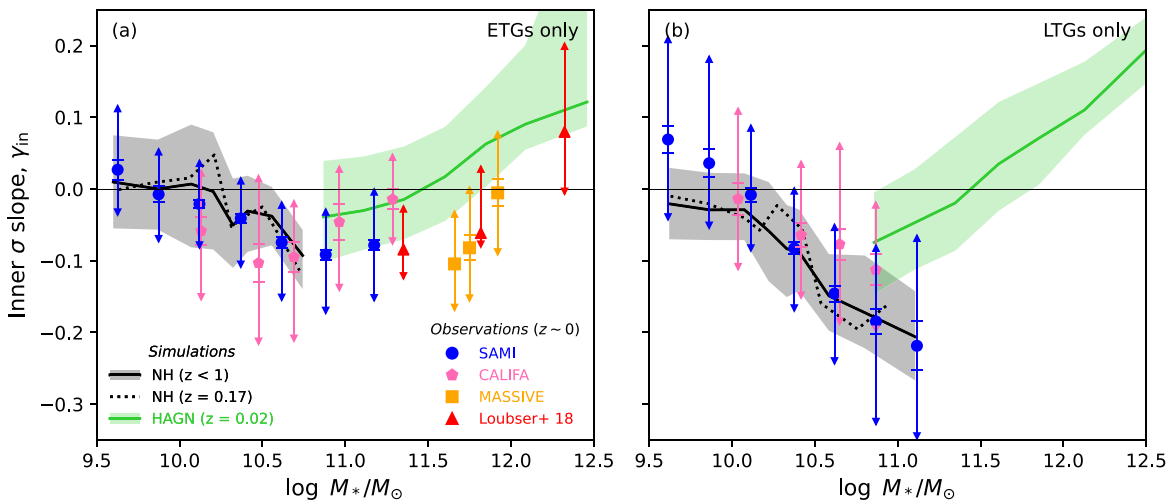 (a)
ETGs only
(b)
LTGs only
Inner σ slope, γin
0.2
0.1
0.0
−0.1
−0.2
−0.3
Simulations
NH (z < 1)
NH (z = 0.17)
HAGN (z = 0.02)
Observations (z ~ 0)
SAMI
CALIFA
MASSIVE
Loubser+ 18
9.5 10.0 10.5 11.0 11.5 12.0 12.5
9.5 10.0 10.5 11.0 11.5 12.0 12.5
log M*/M⊙
log M*/M⊙